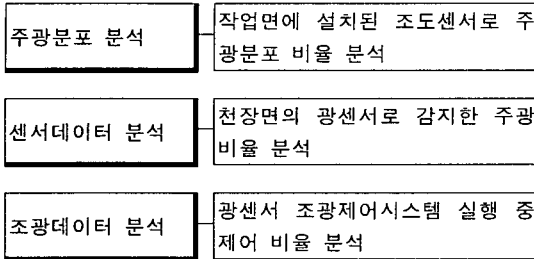 주광분포 분석
작업면에 설치된 조도센서로 주
광분포 비율 분석
센서데이터 분석
천장면의 광센서로 감지한 주광
비율 분석
조광데이터 분석
광센서 조광제어시스템 실행 중
제어 비율 분석